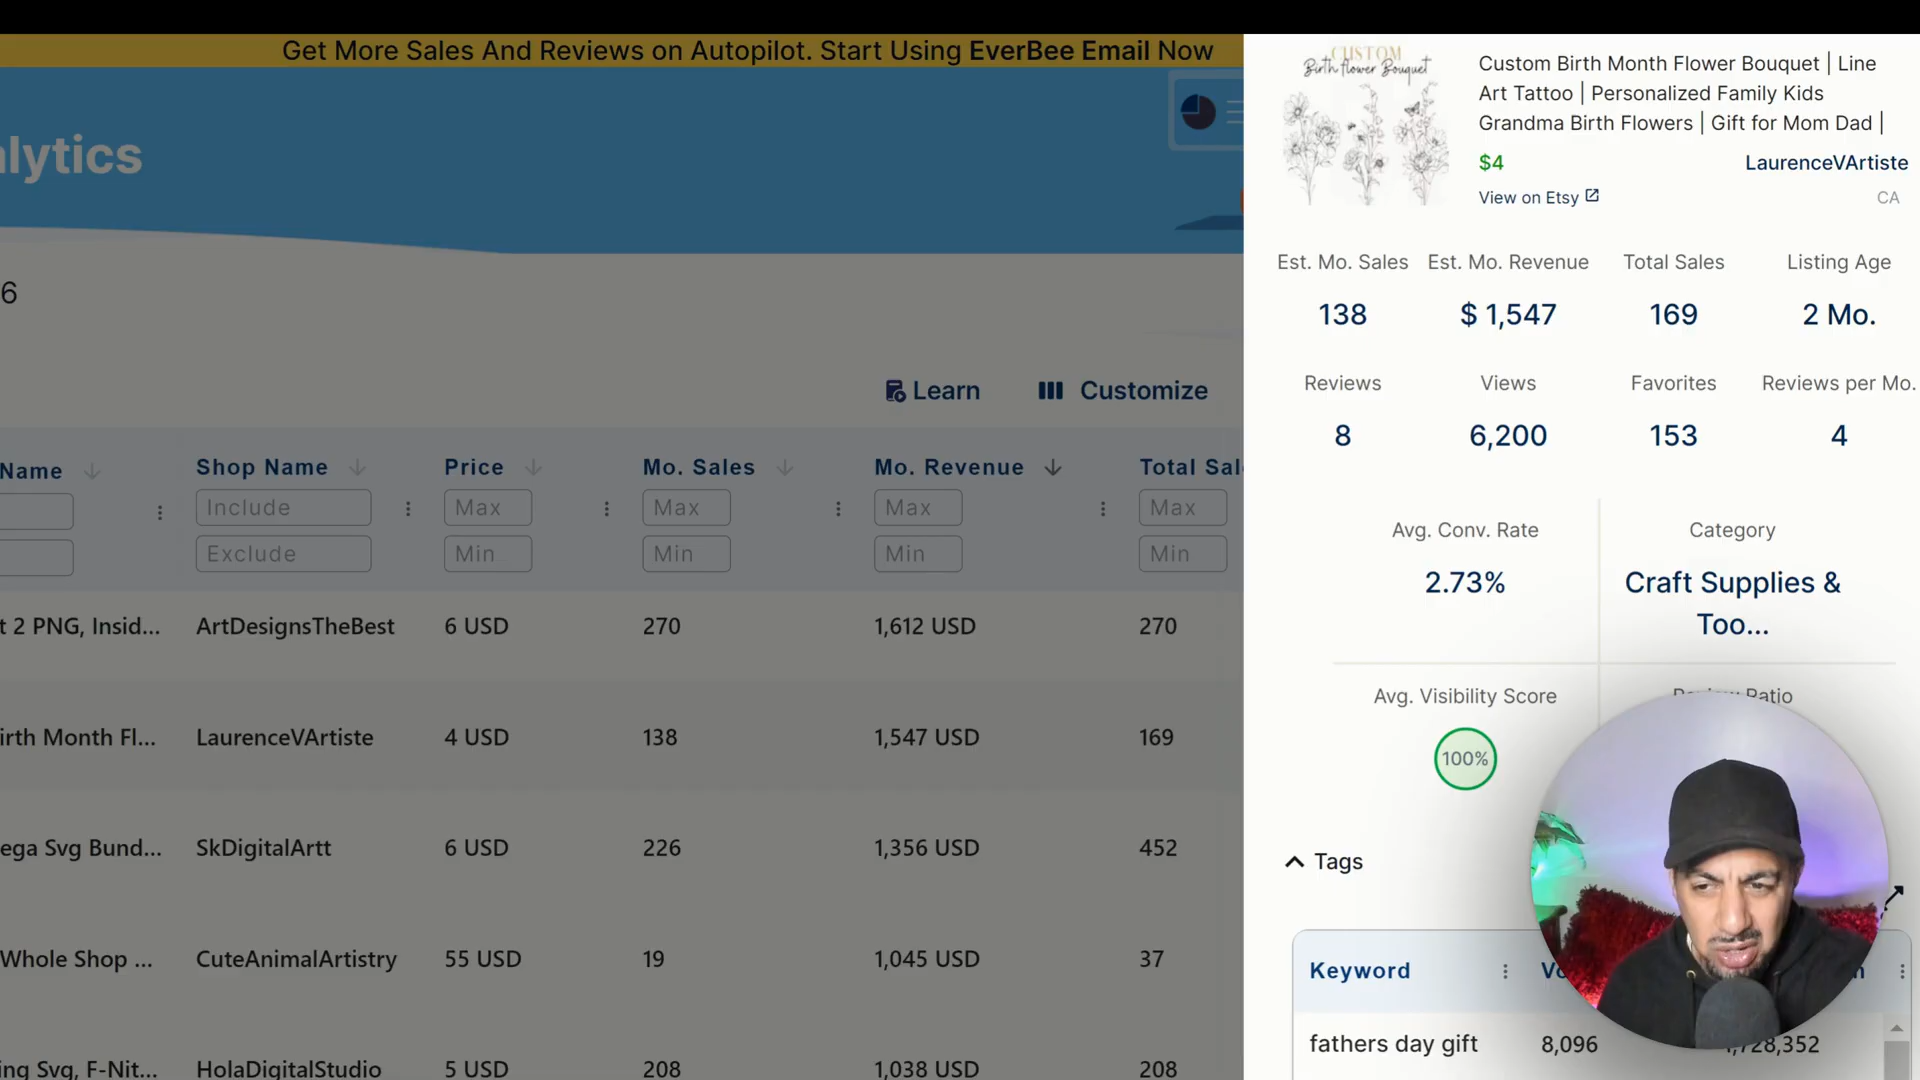 Get More Sales And Reviews on Autopilot. Start Using EverBee Email Now
alytics
6
Learn
Customize
Name
Shop Name
Price
Mo. Sales
Mo. Revenue
Total Sal
Include
Max
Max
Max
Max
Exclude
Min
Min
Min
Min
t 2 PNG, Insid...
ArtDesignsTheBest
6 USD
270
1,612 USD
270
irth Month Fl...
LaurenceVArtiste
4 USD
138
1,547 USD
169
ega Svg Bund...
SkDigitalArtt
6 USD
226
1,356 USD
452
Whole Shop ...
CuteAnimalArtistry
55 USD
19
1,045 USD
37
ing Svg, F-Nit...
HolaDigitalStudio
5 USD
208
1,038 USD
208
CUSTOM
Birth flower Bouquet
Custom Birth Month Flower Bouquet | Line
Art Tattoo | Personalized Family Kids
Grandma Birth Flowers | Gift for Mom Dad |
$4
LaurenceVArtiste
View on Etsy
CA
Est. Mo. Sales
Est. Mo. Revenue
Total Sales
Listing Age
138
$ 1,547
169
2 Mo.
Reviews
Views
Favorites
Reviews per Mo.
8
6,200
153
4
Avg. Conv. Rate
Category
2.73%
Craft Supplies &
Too...
Avg. Visibility Score
Review Ratio
100%
Tags
Keyword
fathers day gift
8,096